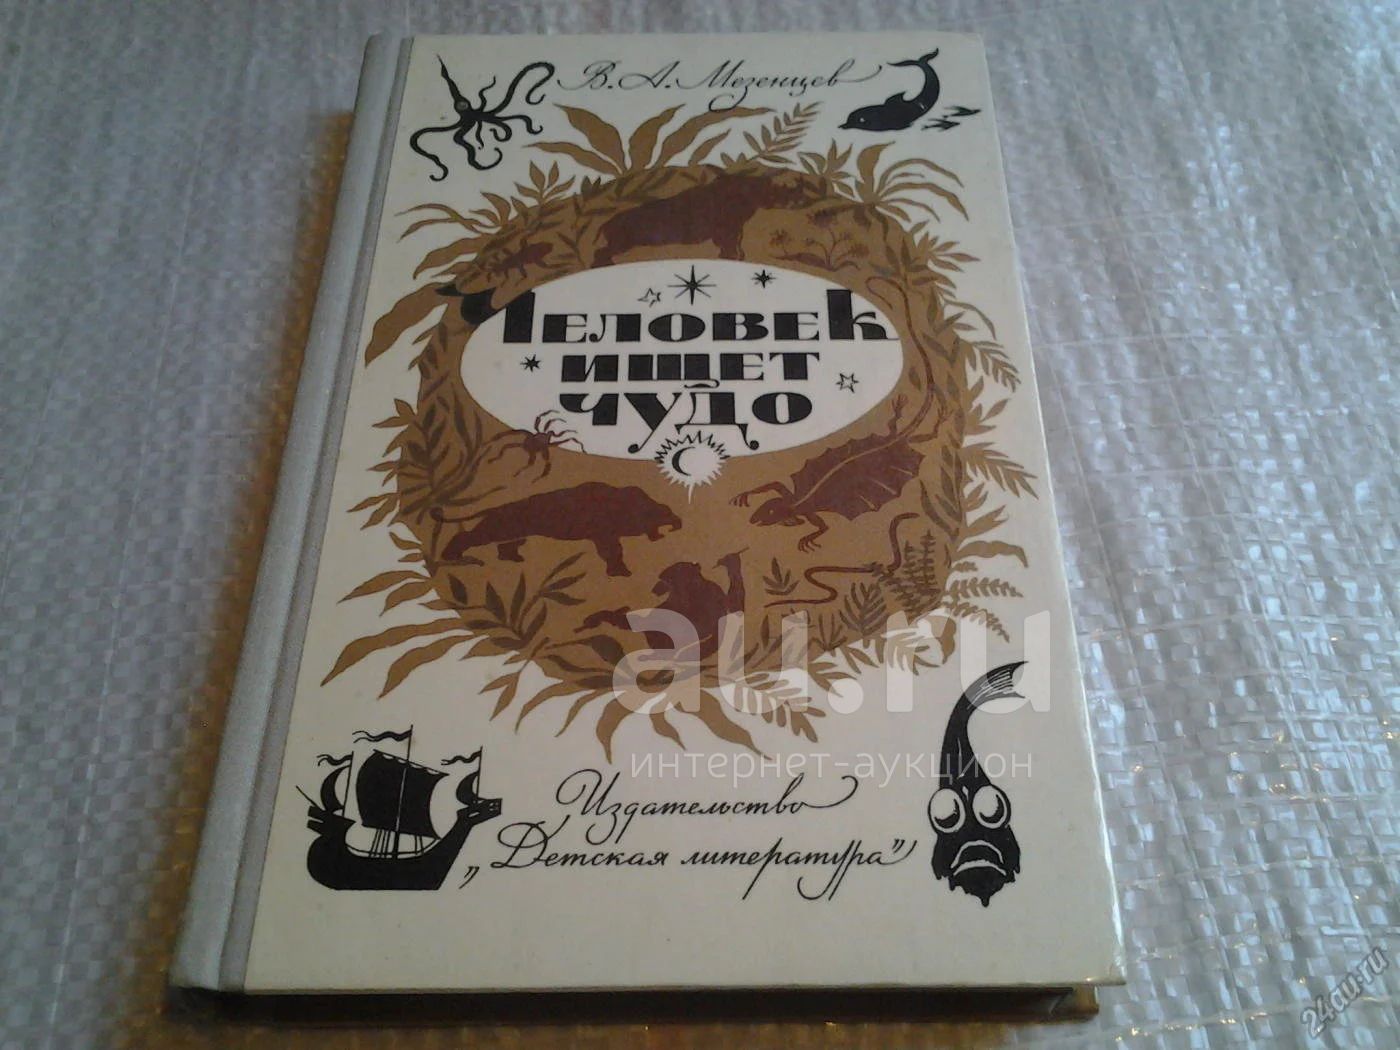 В. А. Мезенцев
Человек
ищет
чудо
au.ru
интернет-аукцион
Издательство
„Детская литература"
24au.ru